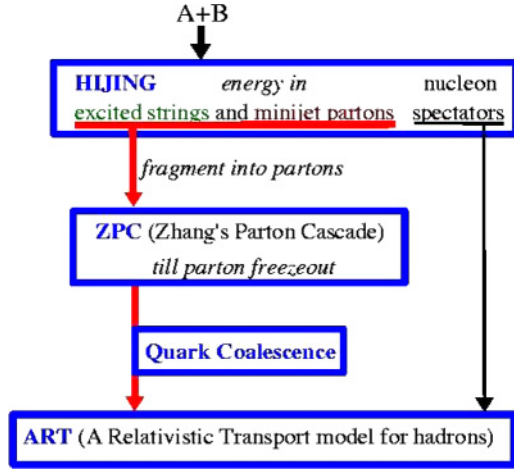 A+B
HIJING energy in nucleon
excited strings and minijet partons spectators
fragment into partons
ZPC (Zhang's Parton Cascade)
till parton freezeout
Quark Coalescence
ART (A Relativistic Transport model for hadrons)